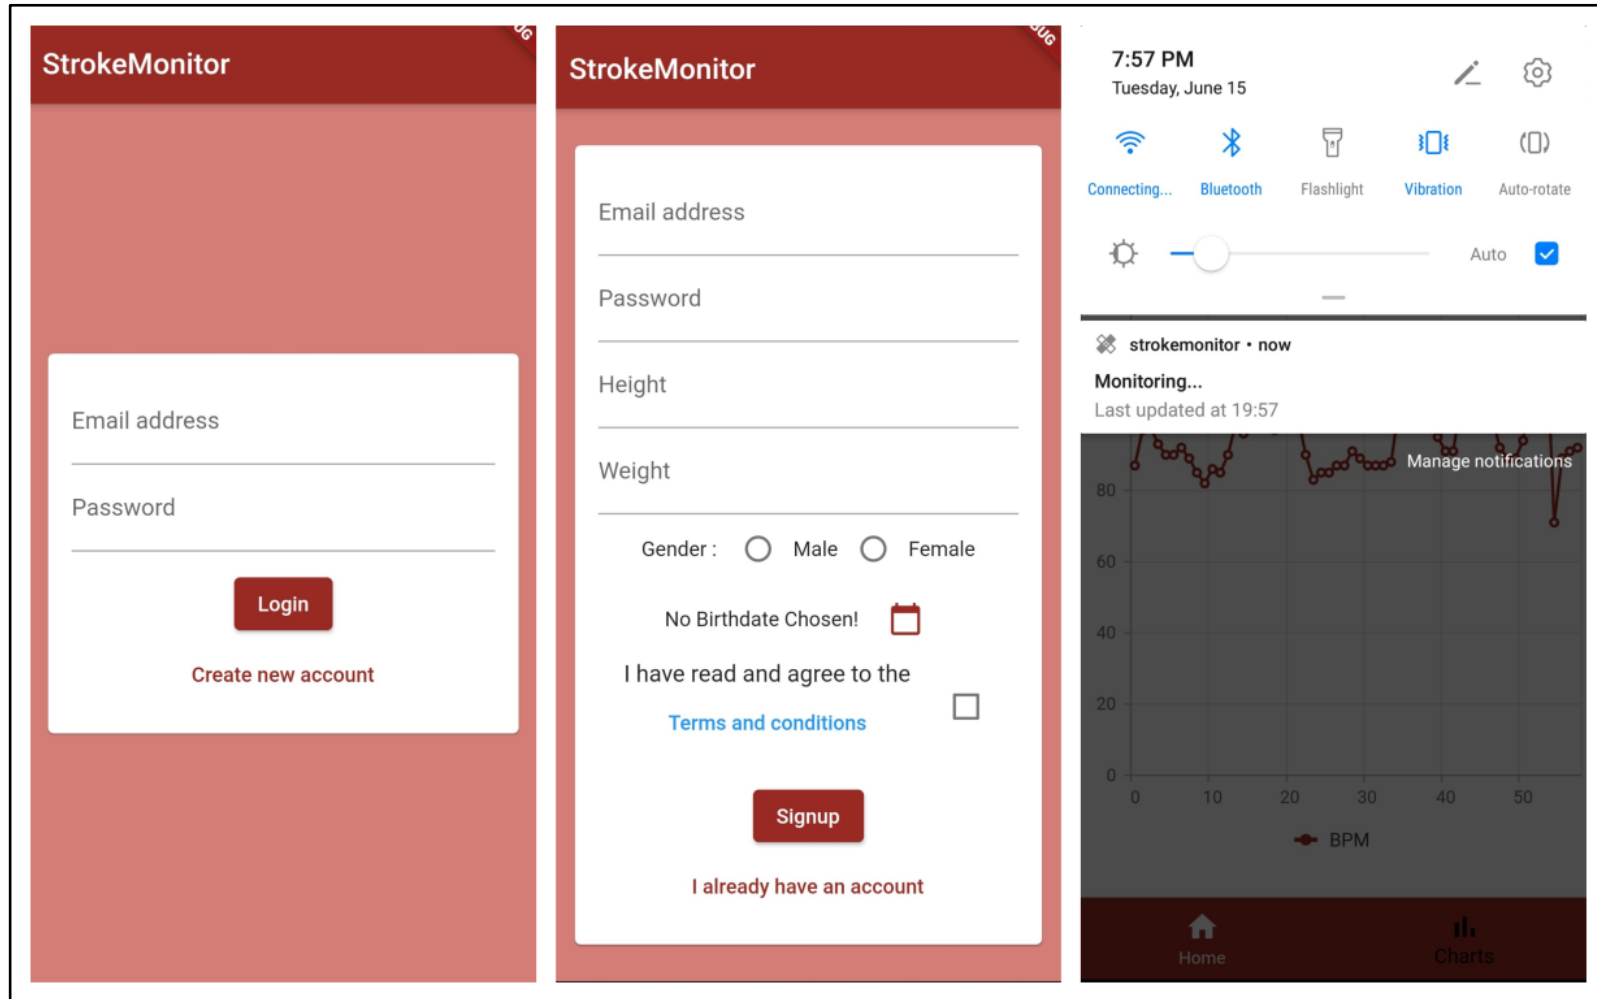 StrokeMonitor
UG
Email address
Password
Login
Create new account
StrokeMonitor
BUG
Email address
Password
Height
Weight
Gender : Male Female
No Birthdate Chosen!
I have read and agree to the
Terms and conditions
Signup
I already have an account
7:57 PM
Tuesday, June 15
Connecting... Bluetooth Flashlight Vibration Auto-rotate
Auto
strokemonitor • now
Monitoring...
Last updated at 19:57
Manage notifications
80
60
40
20
0
0 10 20 30 40 50
BPM
Home Charts